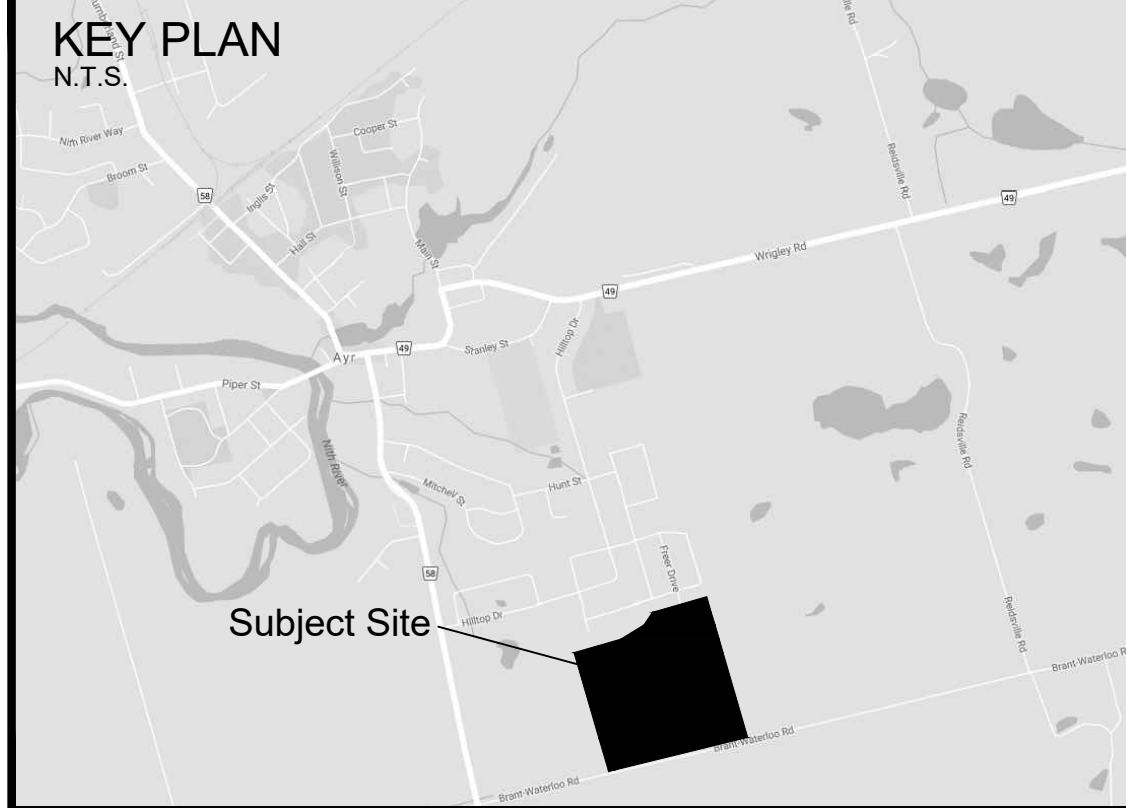 KEY PLAN
N.T.S.
Nith River Way
Broom St
58
Inglis St
Hall St
Cooper St
Willison St
Main St
Reidsville Rd
49
Wrigley Rd
49
Hilltop Dr
Stanley St
49
Ayr
Piper St
Nith River
Mitchell St
Hunt St
Reidsville Rd
Freer Drive
58
Hilltop Dr
Subject Site
Reidsville Rd
Brant-Waterloo R
Brant-Waterloo Rd
Brant-Waterloo Rd